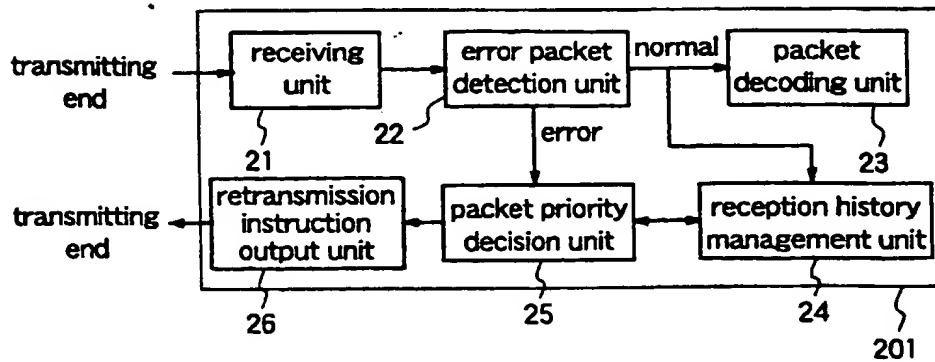 transmitting
end
receiving
unit
21
error packet
detection unit
22
normal
packet
decoding unit
23
error
transmitting
end
retransmission
instruction
output unit
26
packet priority
decision unit
25
reception history
management unit
24
201